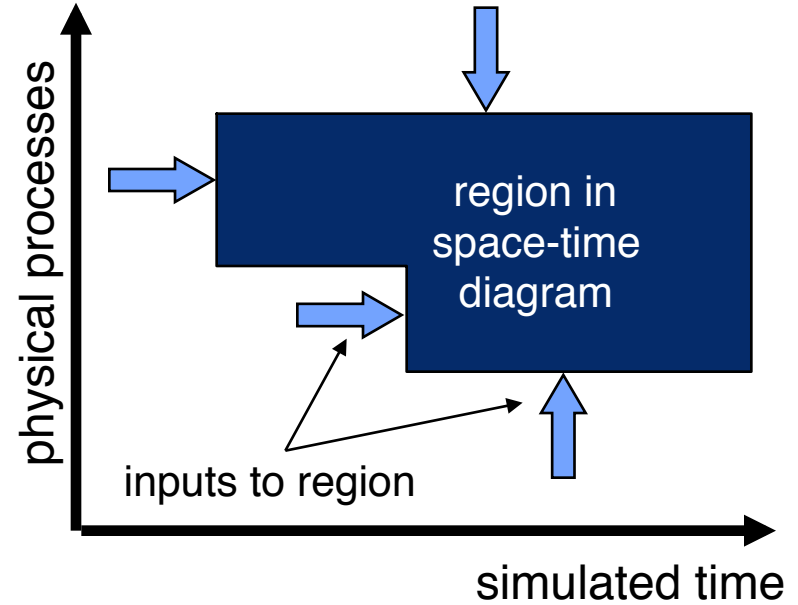 physical processes
region in
space-time
diagram
inputs to region
simulated time